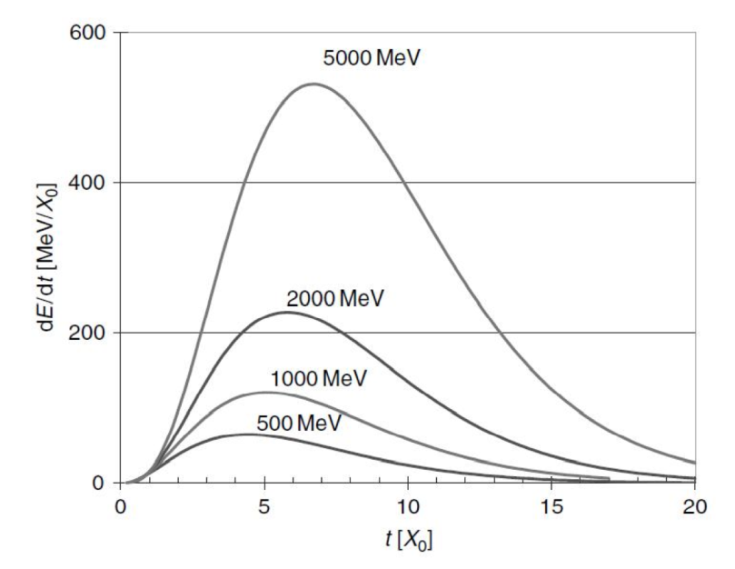 600
5000 MeV
400
dE/dt [MeV/X₀]
2000 MeV
200
1000 MeV
500 MeV
0
0 5 10 15 20
t [X₀]